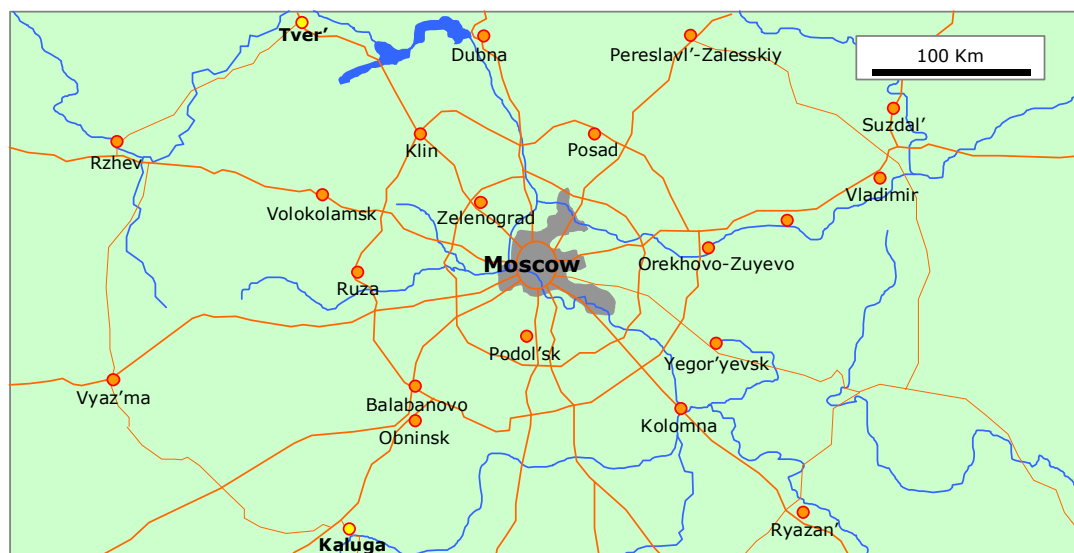 Tver’
Dubna
Pereslavl’-Zalesskiy
100 Km
Suzdal’
Rzhev
Klin
Posad
Vladimir
Volokolamsk
Zelenograd
Moscow
Orekhovo-Zuyevo
Ruza
Podol’sk
Yegor’yevsk
Vyaz’ma
Balabanovo
Obninsk
Kolomna
Ryazan’
Kaluga